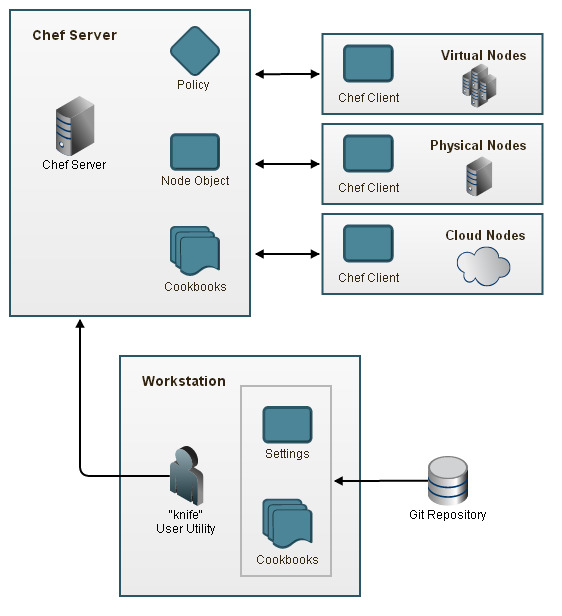 Chef Server
Policy
Chef Server
Node Object
Cookbooks
Virtual Nodes
Chef Client
Physical Nodes
Chef Client
Cloud Nodes
Chef Client
Workstation
Settings
"knife"
User Utility
Cookbooks
Git Repository